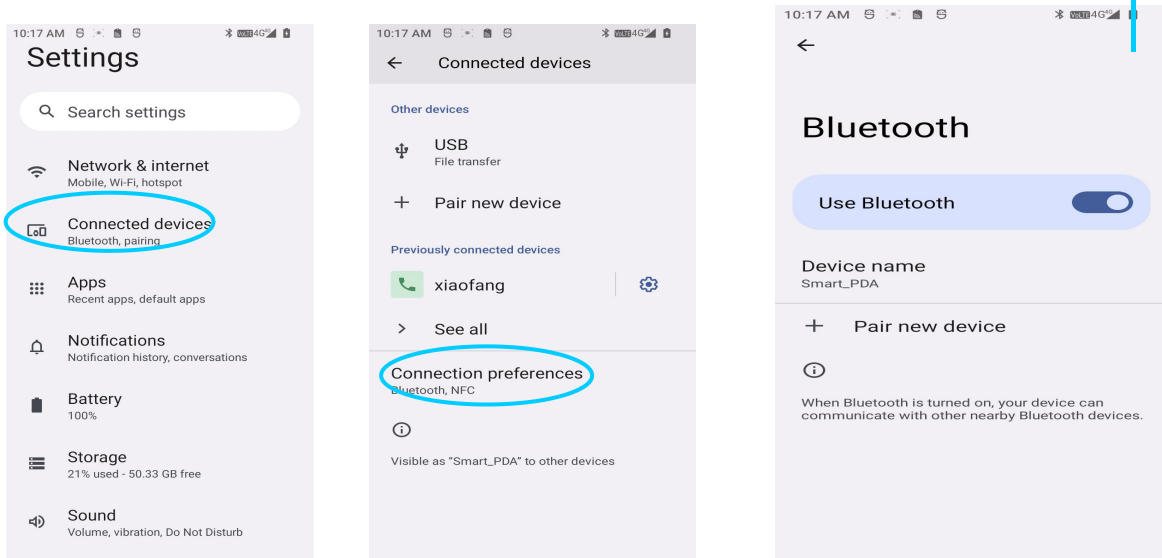 10:17 AM
4G
Settings
Search settings
Network & internet
Mobile, Wi-Fi, hotspot
Connected devices
Bluetooth, pairing
Apps
Recent apps, default apps
Notifications
Notification history, conversations
Battery
100%
Storage
21% used - 50.33 GB free
Sound
Volume, vibration, Do Not Disturb
10:17 AM
4G
Connected devices
Other devices
USB
File transfer
Pair new device
Previously connected devices
xiaofang
See all
Connection preferences
Bluetooth, NFC
Visible as “Smart_PDA” to other devices
10:17 AM
4G
Bluetooth
Use Bluetooth
Device name
Smart_PDA
Pair new device
When Bluetooth is turned on, your device can
communicate with other nearby Bluetooth devices.